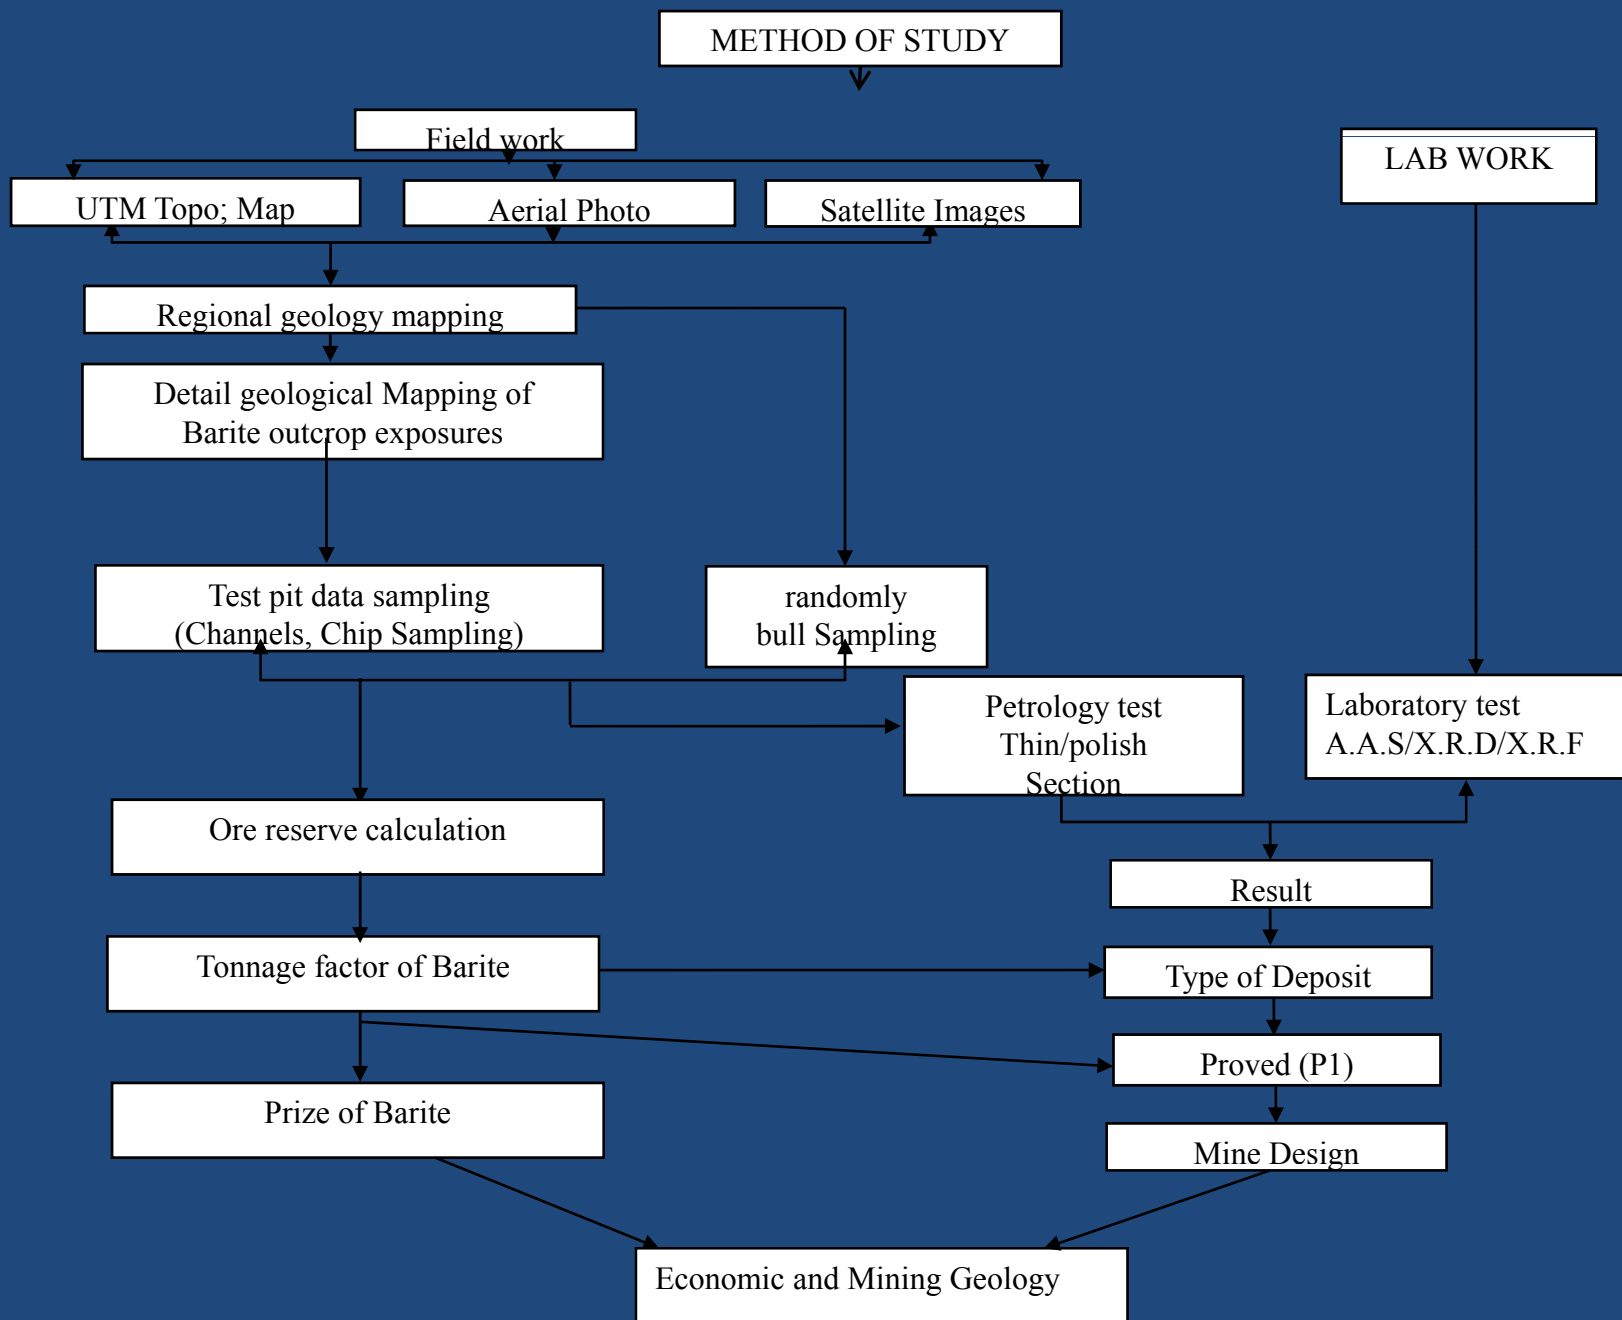 METHOD OF STUDY
Field work
LAB WORK
UTM Topo; Map
Aerial Photo
Satellite Images
Regional geology mapping
Detail geological Mapping of
Barite outcrop exposures
Test pit data sampling
(Channels, Chip Sampling)
randomly
bull Sampling
Petrology test
Thin/polish
Section
Laboratory test
A.A.S/X.R.D/X.R.F
Ore reserve calculation
Result
Tonnage factor of Barite
Type of Deposit
Proved (P1)
Prize of Barite
Mine Design
Economic and Mining Geology